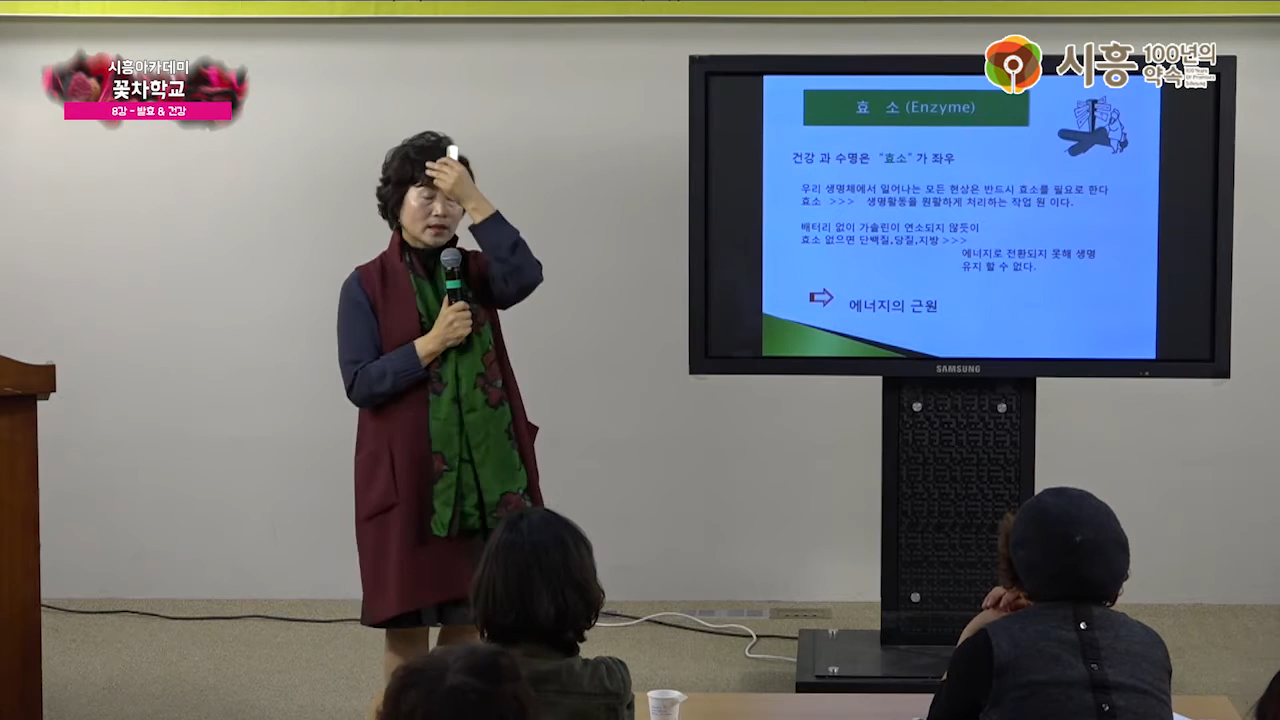 시흥아카데미
꽃차학교
8강 - 발효 & 건강
시흥 100년의 약속
효 소 (Enzyme)
건강 과 수명은 "효소"가 좌우
우리 생명체에서 일어나는 모든 현상은 반드시 효소를 필요로 한다
효소 >>> 생명활동을 원활하게 처리하는 작업 원 이다.
배터리 없이 가솔린이 연소되지 않듯이
효소 없으면 단백질,당질,지방 >>>
에너지로 전환되지 못해 생명
유지 할 수 없다.
에너지의 근원
SAMSUNG